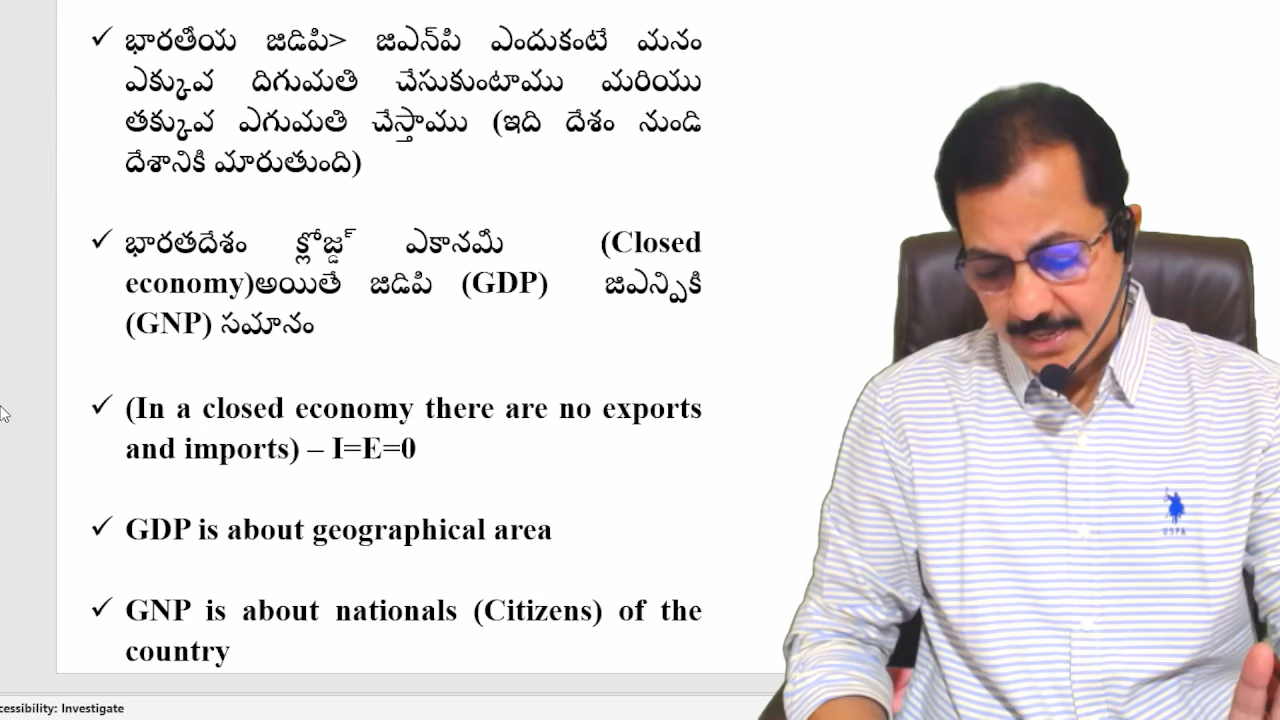 ✓ భారతీయ జిడిపి> జిఎన్‌పి ఎందుకంటే మనం
ఎక్కువ దిగుమతి చేసుకుంటాము మరియు
తక్కువ ఎగుమతి చేస్తాము (ఇది దేశం నుండి
దేశానికి మారుతుంది)
✓ భారతదేశం క్లోజ్డ్ ఎకానమీ (Closed
economy)అయితే జిడిపి (GDP) జిఎన్పికి
(GNP) సమానం
✓ (In a closed economy there are no exports
and imports) – I=E=0
✓ GDP is about geographical area
✓ GNP is about nationals (Citizens) of the
country
USPA
cessibility: Investigate